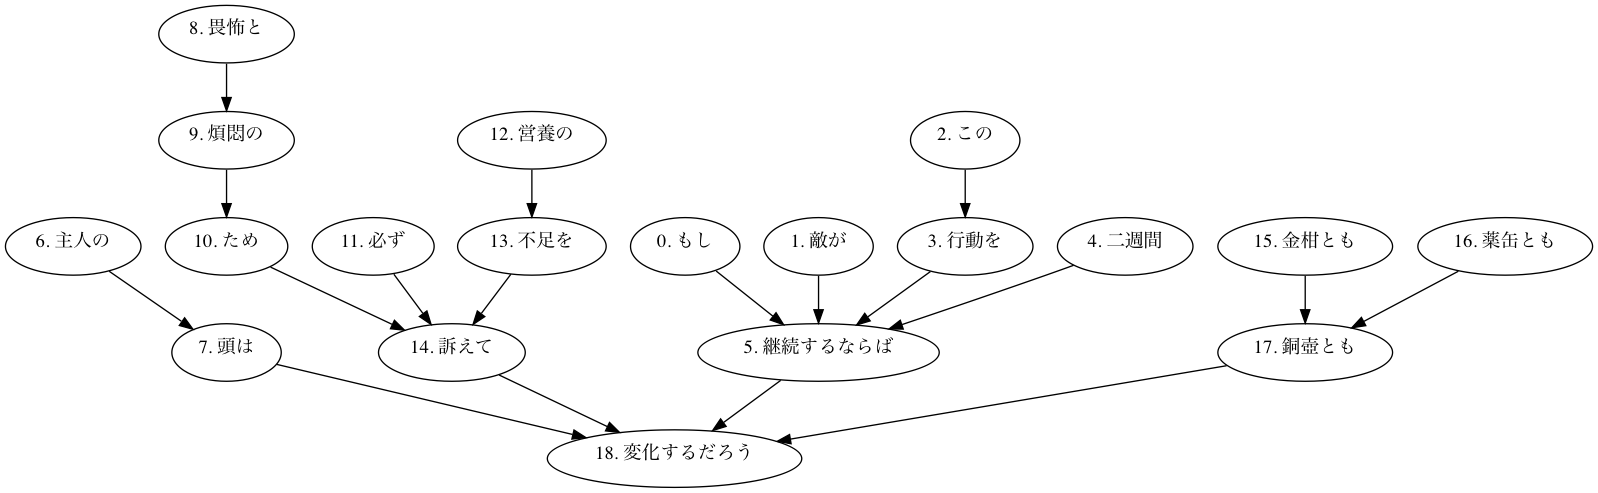 8. 畏怖と
9. 煩悶の
12. 営養の
2. この
6. 主人の
10. ため
11. 必ず
13. 不足を
0. もし
1. 敵が
3. 行動を
4. 二週間
15. 金柑とも
16. 薬缶とも
7. 頭は
14. 訴えて
5. 継続するならば
17. 銅壺とも
18. 変化するだろう